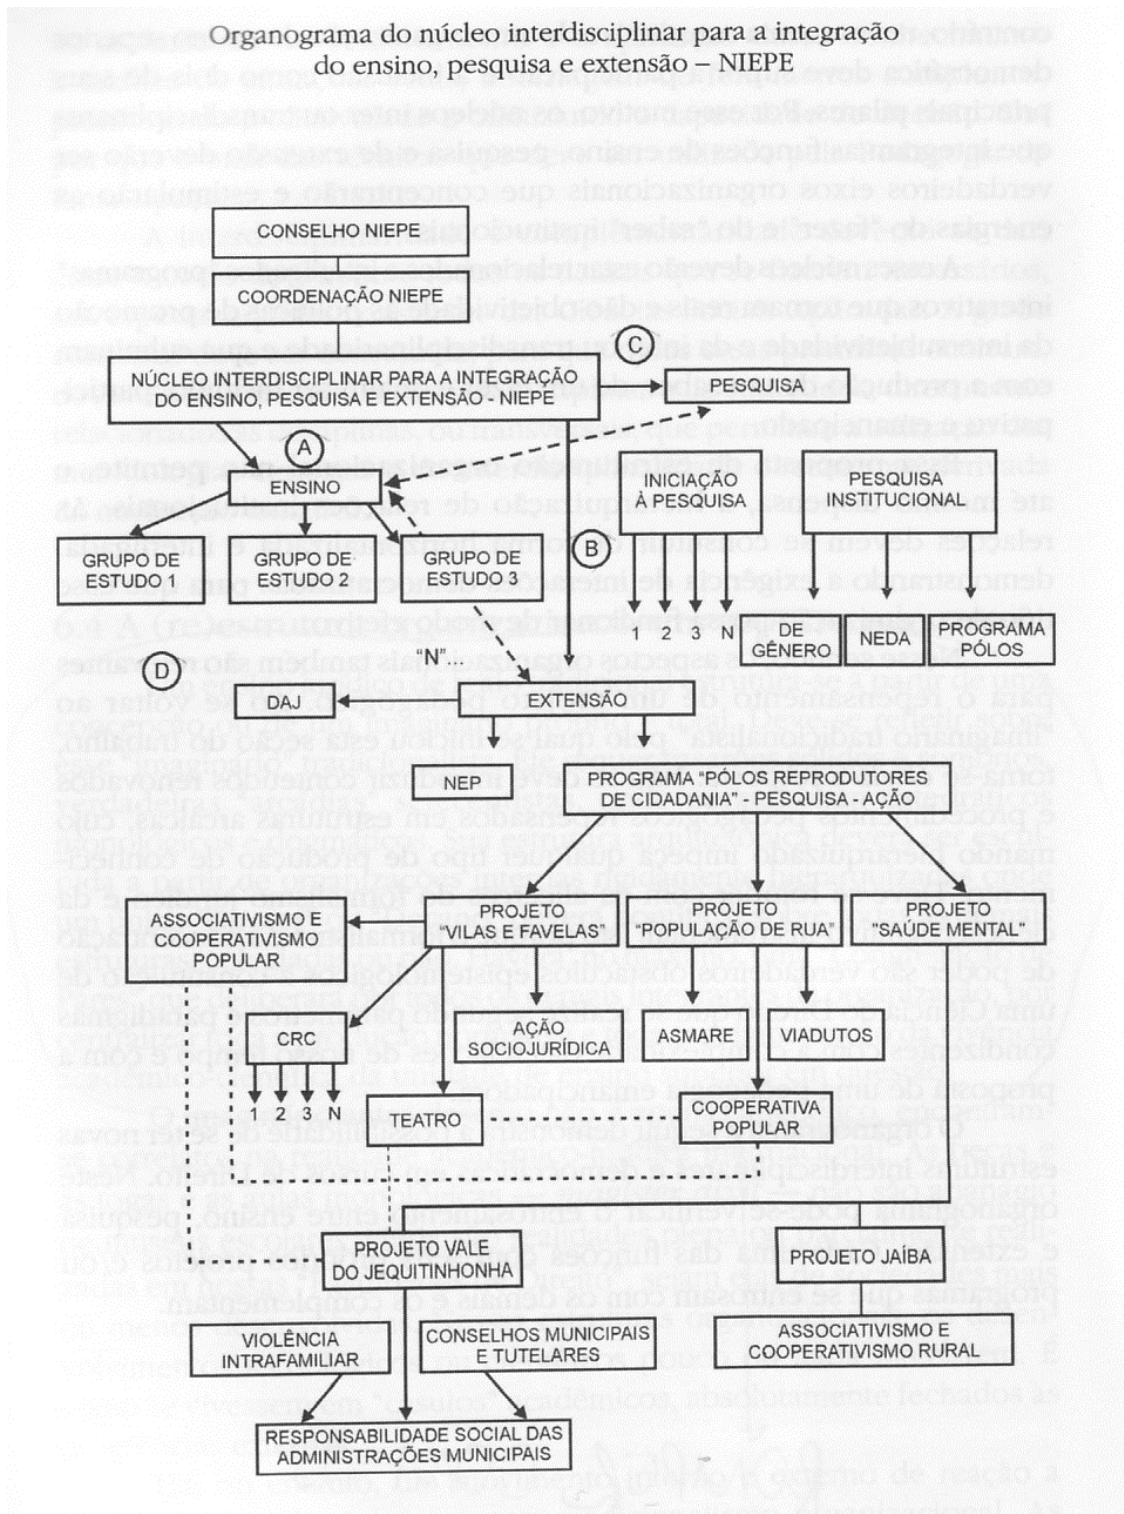 Organograma do núcleo interdisciplinar para a integração
do ensino, pesquisa e extensão – NIEPE
CONSELHO NIEPE
COORDENAÇÃO NIEPE
NÚCLEO INTERDISCIPLINAR PARA A INTEGRAÇÃO
DO ENSINO, PESQUISA E EXTENSÃO - NIEPE
C
PESQUISA
A
ENSINO
INICIAÇÃO
À PESQUISA
PESQUISA
INSTITUCIONAL
GRUPO DE
ESTUDO 1
GRUPO DE
ESTUDO 2
GRUPO DE
ESTUDO 3
B
1 2 3 N
DE
GÊNERO
NEDA
PROGRAMA
PÓLOS
D
“N”...
DAJ
EXTENSÃO
NEP
PROGRAMA “PÓLOS REPRODUTORES
DE CIDADANIA” - PESQUISA - AÇÃO
ASSOCIATIVISMO E
COOPERATIVISMO
POPULAR
PROJETO
“VILAS E FAVELAS”
PROJETO
“POPULAÇÃO DE RUA”
PROJETO
“SAÚDE MENTAL”
CRC
AÇÃO
SOCIOJURÍDICA
ASMARE
VIADUTOS
1 2 3 N
TEATRO
COOPERATIVA
POPULAR
PROJETO VALE
DO JEQUITINHONHA
PROJETO JAÍBA
VIOLÊNCIA
INTRAFAMILIAR
CONSELHOS MUNICIPAIS
E TUTELARES
ASSOCIATIVISMO E
COOPERATIVISMO RURAL
RESPONSABILIDADE SOCIAL DAS
ADMINISTRAÇÕES MUNICIPAIS